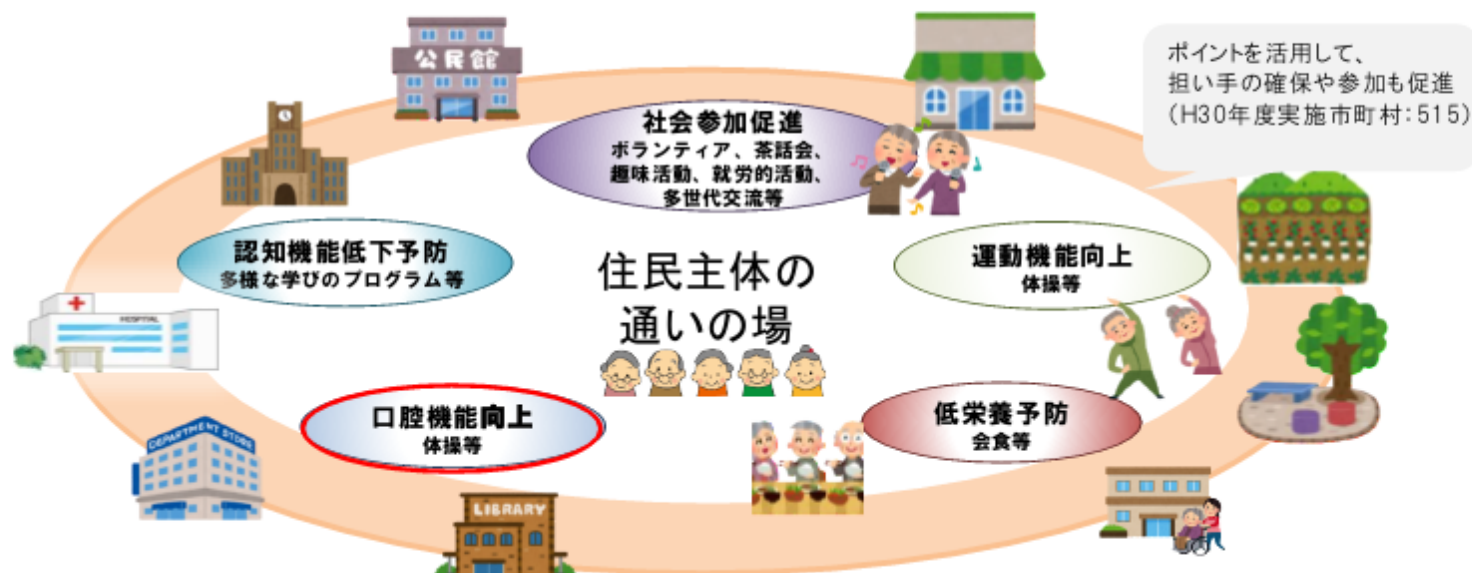 公民館
ポイントを活用して、
担い手の確保や参加も促進
(H30年度実施市町村:515)
社会参加促進
ボランティア、茶話会、
趣味活動、就労的活動、
多世代交流等
認知機能低下予防
多様な学びのプログラム等
住民主体の
通いの場
運動機能向上
体操等
HOSPITAL
口腔機能向上
体操等
低栄養予防
会食等
DEPARTMENT STORE
LIBRARY